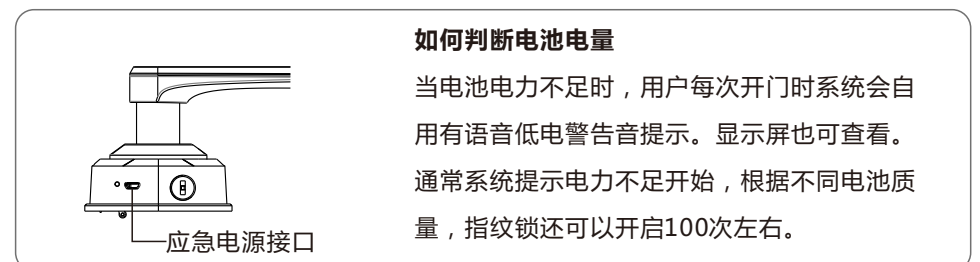 如何判断电池电量
当电池电力不足时，用户每次开门时系统会自
用有语音低电警告音提示。显示屏也可查看。
通常系统提示电力不足开始，根据不同电池质
量，指纹锁还可以开启100次左右。
应急电源接口